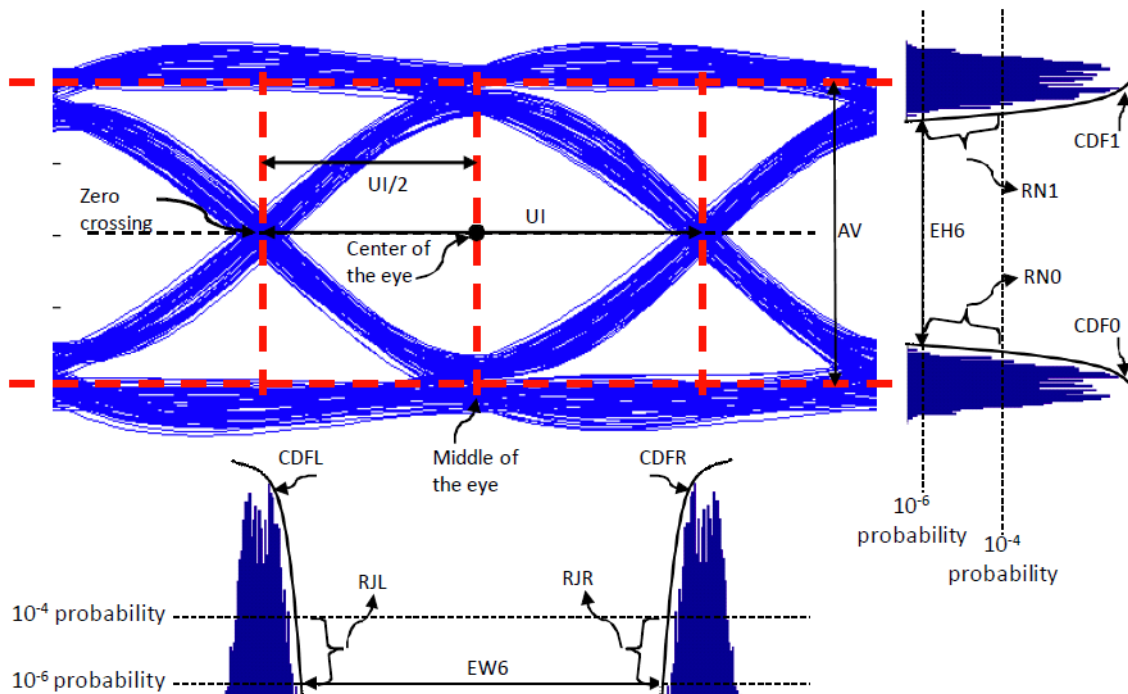 CDF1
RN1
UI/2
Zero
crossing
UI
AV
EH6
Center of
the eye
RN0
CDF0
CDFL
Middle of
the eye
CDFR
10⁻⁶
probability
10⁻⁴
probability
RJL
RJR
10⁻⁴ probability
EW6
10⁻⁶ probability